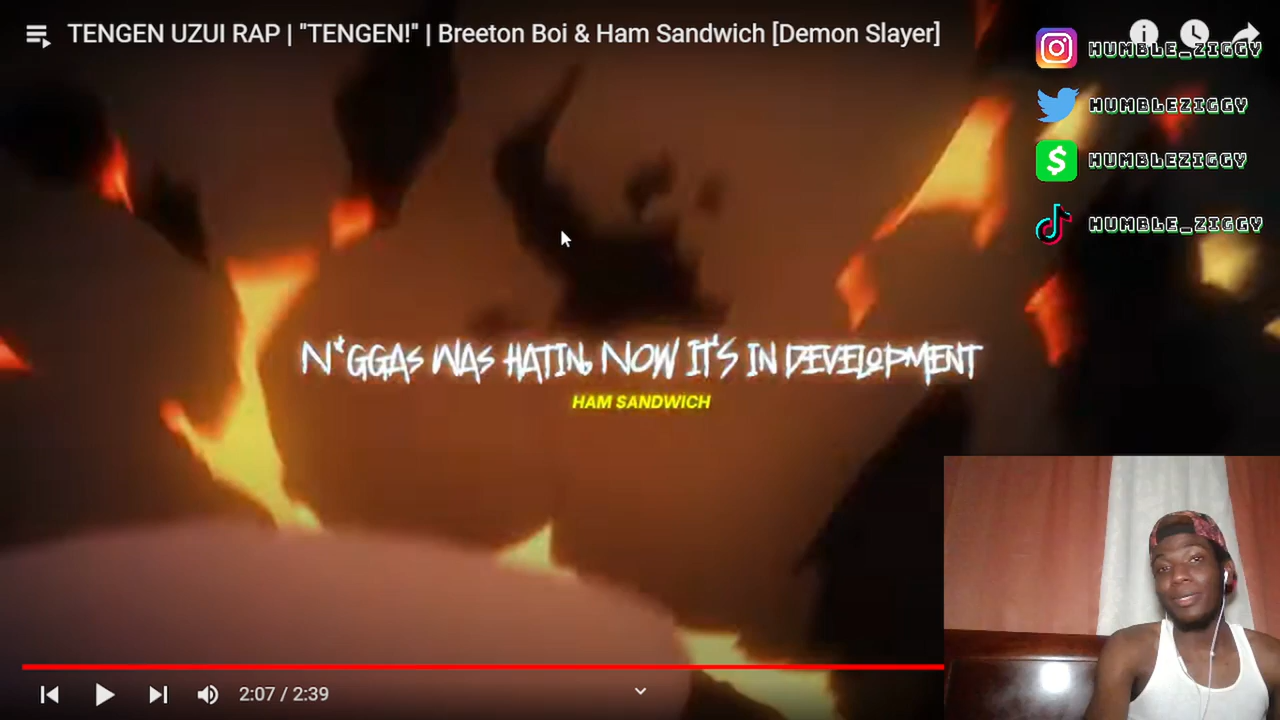 TENGEN UZUI RAP | "TENGEN!" | Breeton Boi & Ham Sandwich [Demon Slayer]
HUMBLE_ZIGGY
HUMBLEZIGGY
HUMBLEZIGGY
HUMBLE_ZIGGY
N*GGAS WAS HATIN, NOW IT'S IN DEVELOPMENT
HAM SANDWICH
2:07 / 2:39